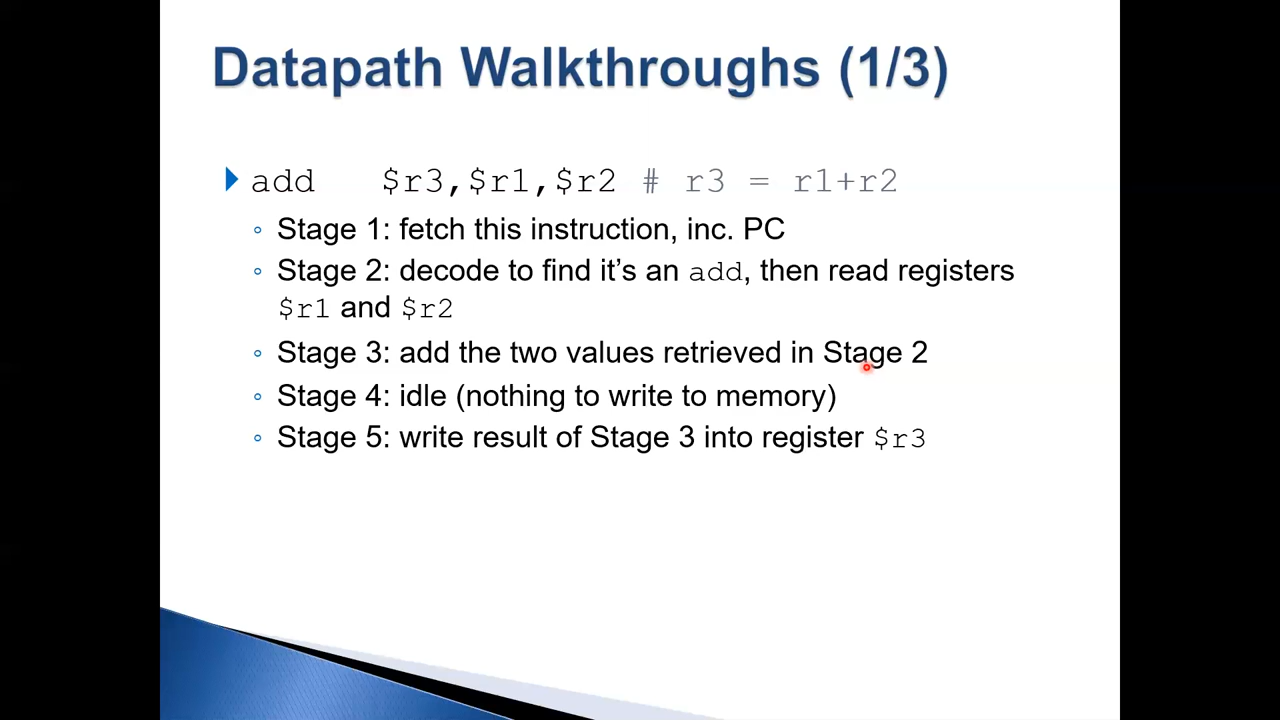 Datapath Walkthroughs (1/3)
add $r3,$r1,$r2 # r3 = r1+r2
Stage 1: fetch this instruction, inc. PC
Stage 2: decode to find it’s an add, then read registers
$r1 and $r2
Stage 3: add the two values retrieved in Stage 2
Stage 4: idle (nothing to write to memory)
Stage 5: write result of Stage 3 into register $r3